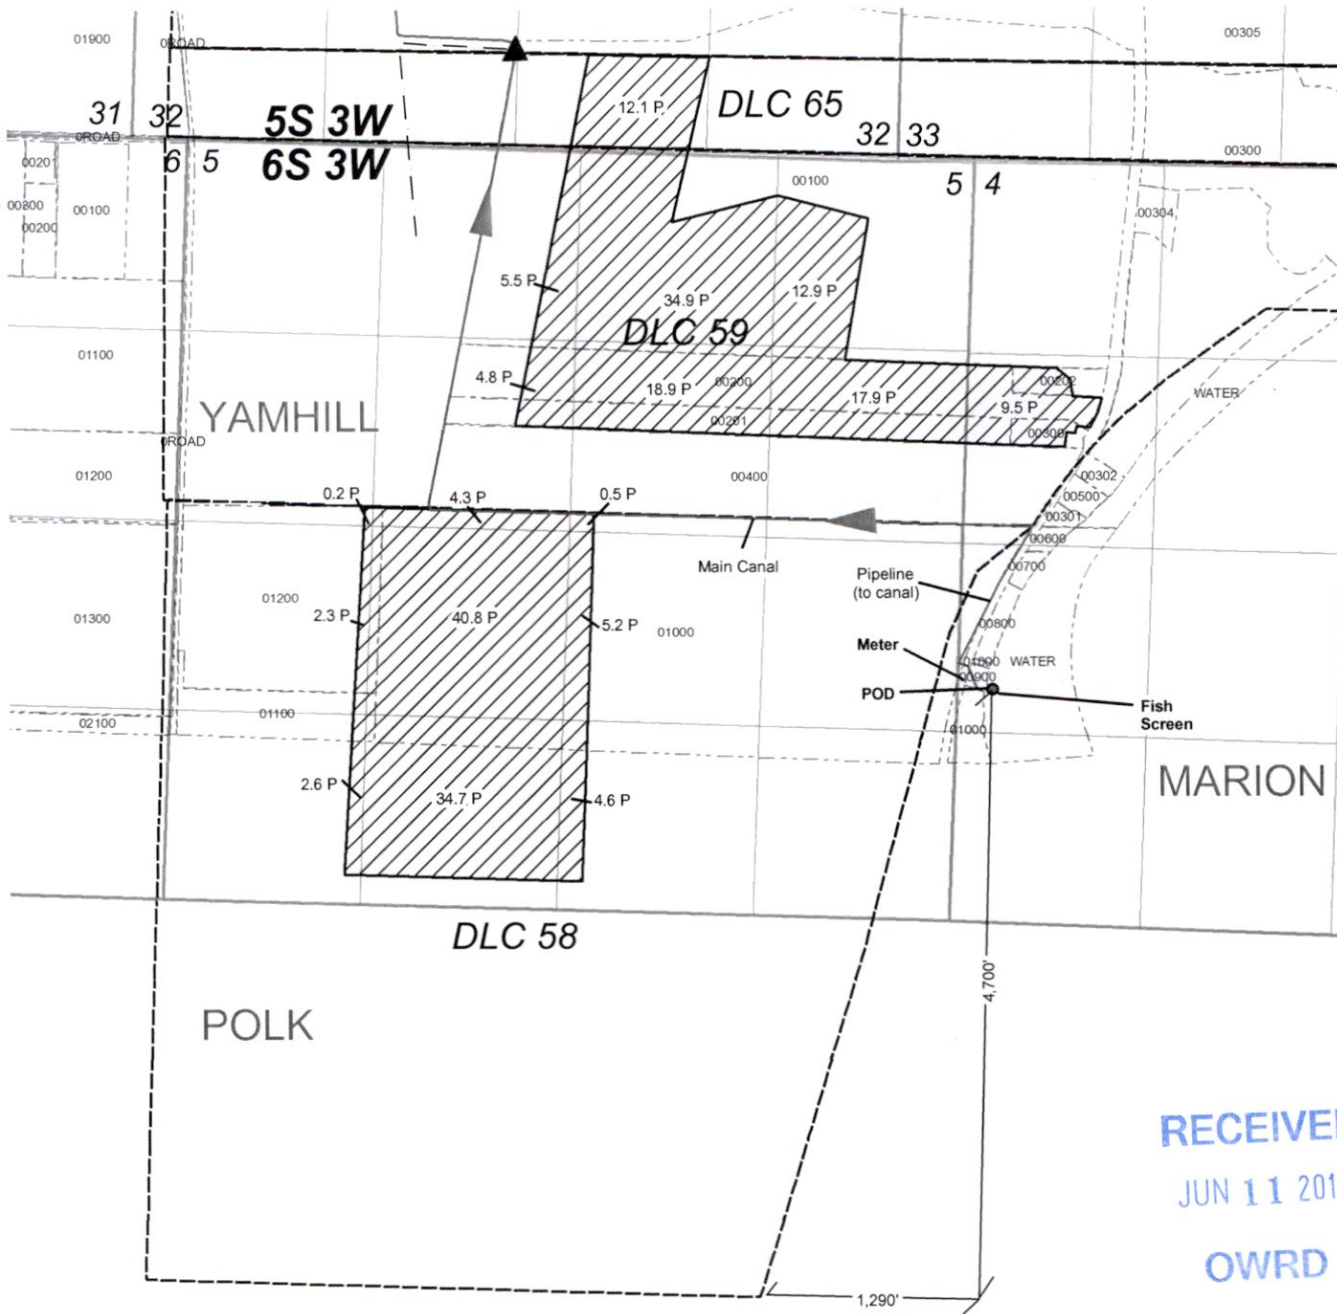 01900
0ROAD
00305
31
32
5S 3W
12.1 P
DLC 65
32
33
0ROAD
6
5
6S 3W
00100
5
4
00300
00201
00300
00200
00100
00304
5.5 P
34.9 P
12.9 P
DLC 59
01100
4.8 P
18.9 P
00200
17.9 P
9.5 P
00202
WATER
YAMHILL
00201
00300
0ROAD
01200
00400
00302
00500
00301
0.2 P
4.3 P
0.5 P
Main Canal
00600
00700
Pipeline
(to canal)
01200
01300
2.3 P
40.8 P
5.2 P
01000
00800
Meter
WATER
00900
POD
Fish
Screen
02100
01100
01000
2.6 P
34.7 P
4.6 P
MARION
DLC 58
POLK
4,700'
1,290'
RECEIVE
JUN 11 201
OWRD